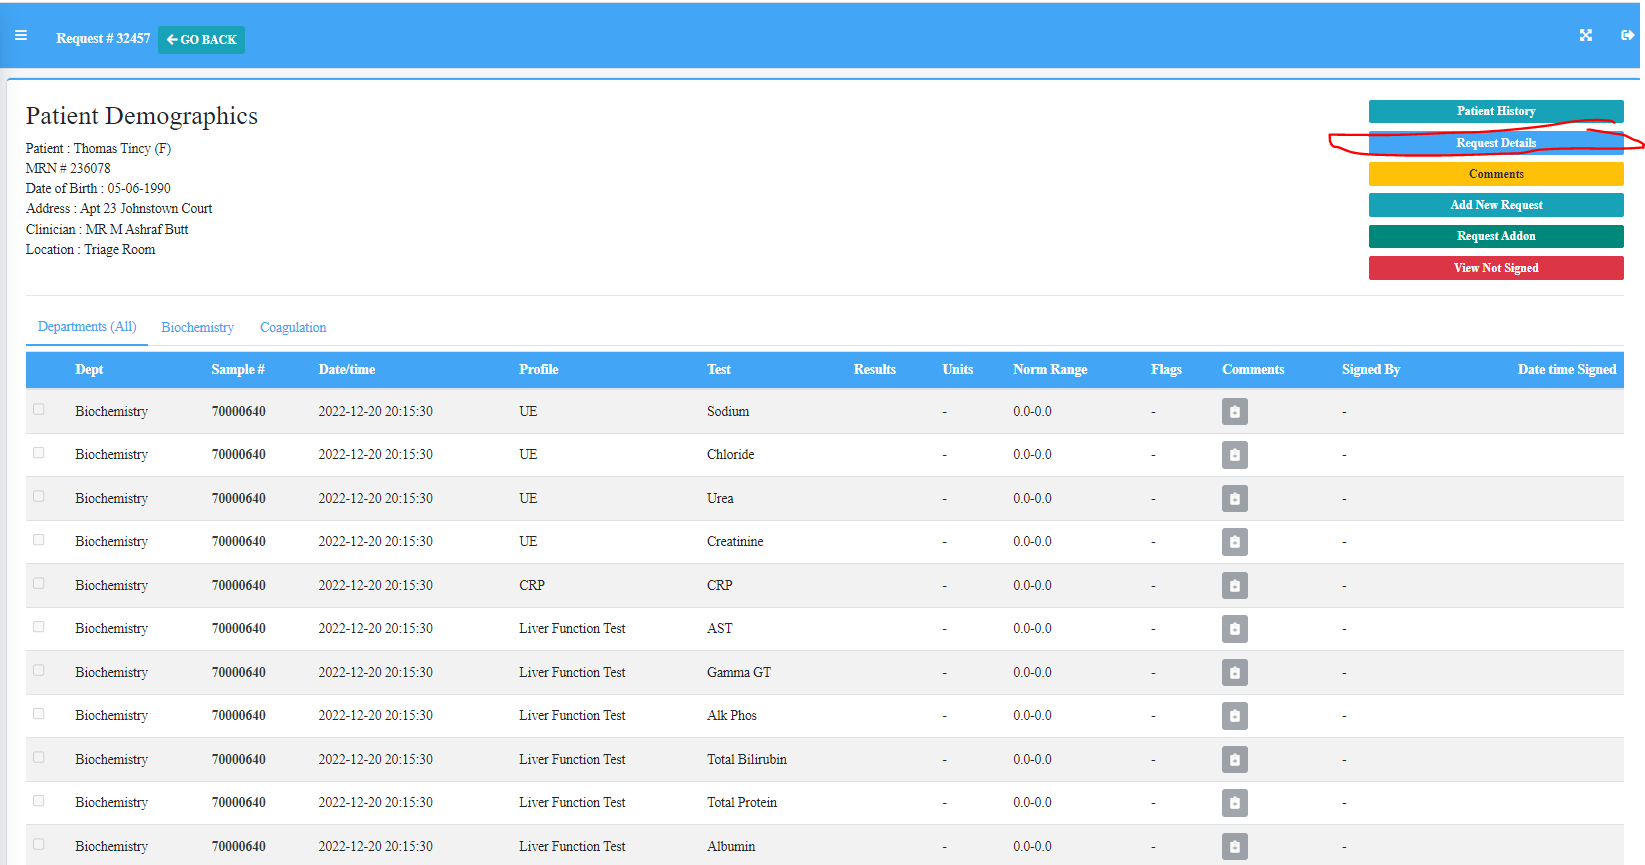 Request # 32457 GO BACK
Patient Demographics
Patient : Thomas Tincy (F)
MRN # 236078
Date of Birth : 05-06-1990
Address : Apt 23 Johnstown Court
Clinician : MR M Ashraf Butt
Location : Triage Room
Patient History
Request Details
Comments
Add New Request
Request Addon
View Not Signed
Departments (All) Biochemistry Coagulation
Dept Sample # Date/time Profile Test Results Units Norm Range Flags Comments Signed By Date time Signed
Biochemistry 70000640 2022-12-20 20:15:30 UE Sodium - 0.0-0.0 - -
Biochemistry 70000640 2022-12-20 20:15:30 UE Chloride - 0.0-0.0 - -
Biochemistry 70000640 2022-12-20 20:15:30 UE Urea - 0.0-0.0 - -
Biochemistry 70000640 2022-12-20 20:15:30 UE Creatinine - 0.0-0.0 - -
Biochemistry 70000640 2022-12-20 20:15:30 CRP CRP - 0.0-0.0 - -
Biochemistry 70000640 2022-12-20 20:15:30 Liver Function Test AST - 0.0-0.0 - -
Biochemistry 70000640 2022-12-20 20:15:30 Liver Function Test Gamma GT - 0.0-0.0 - -
Biochemistry 70000640 2022-12-20 20:15:30 Liver Function Test Alk Phos - 0.0-0.0 - -
Biochemistry 70000640 2022-12-20 20:15:30 Liver Function Test Total Bilirubin - 0.0-0.0 - -
Biochemistry 70000640 2022-12-20 20:15:30 Liver Function Test Total Protein - 0.0-0.0 - -
Biochemistry 70000640 2022-12-20 20:15:30 Liver Function Test Albumin - 0.0-0.0 - -